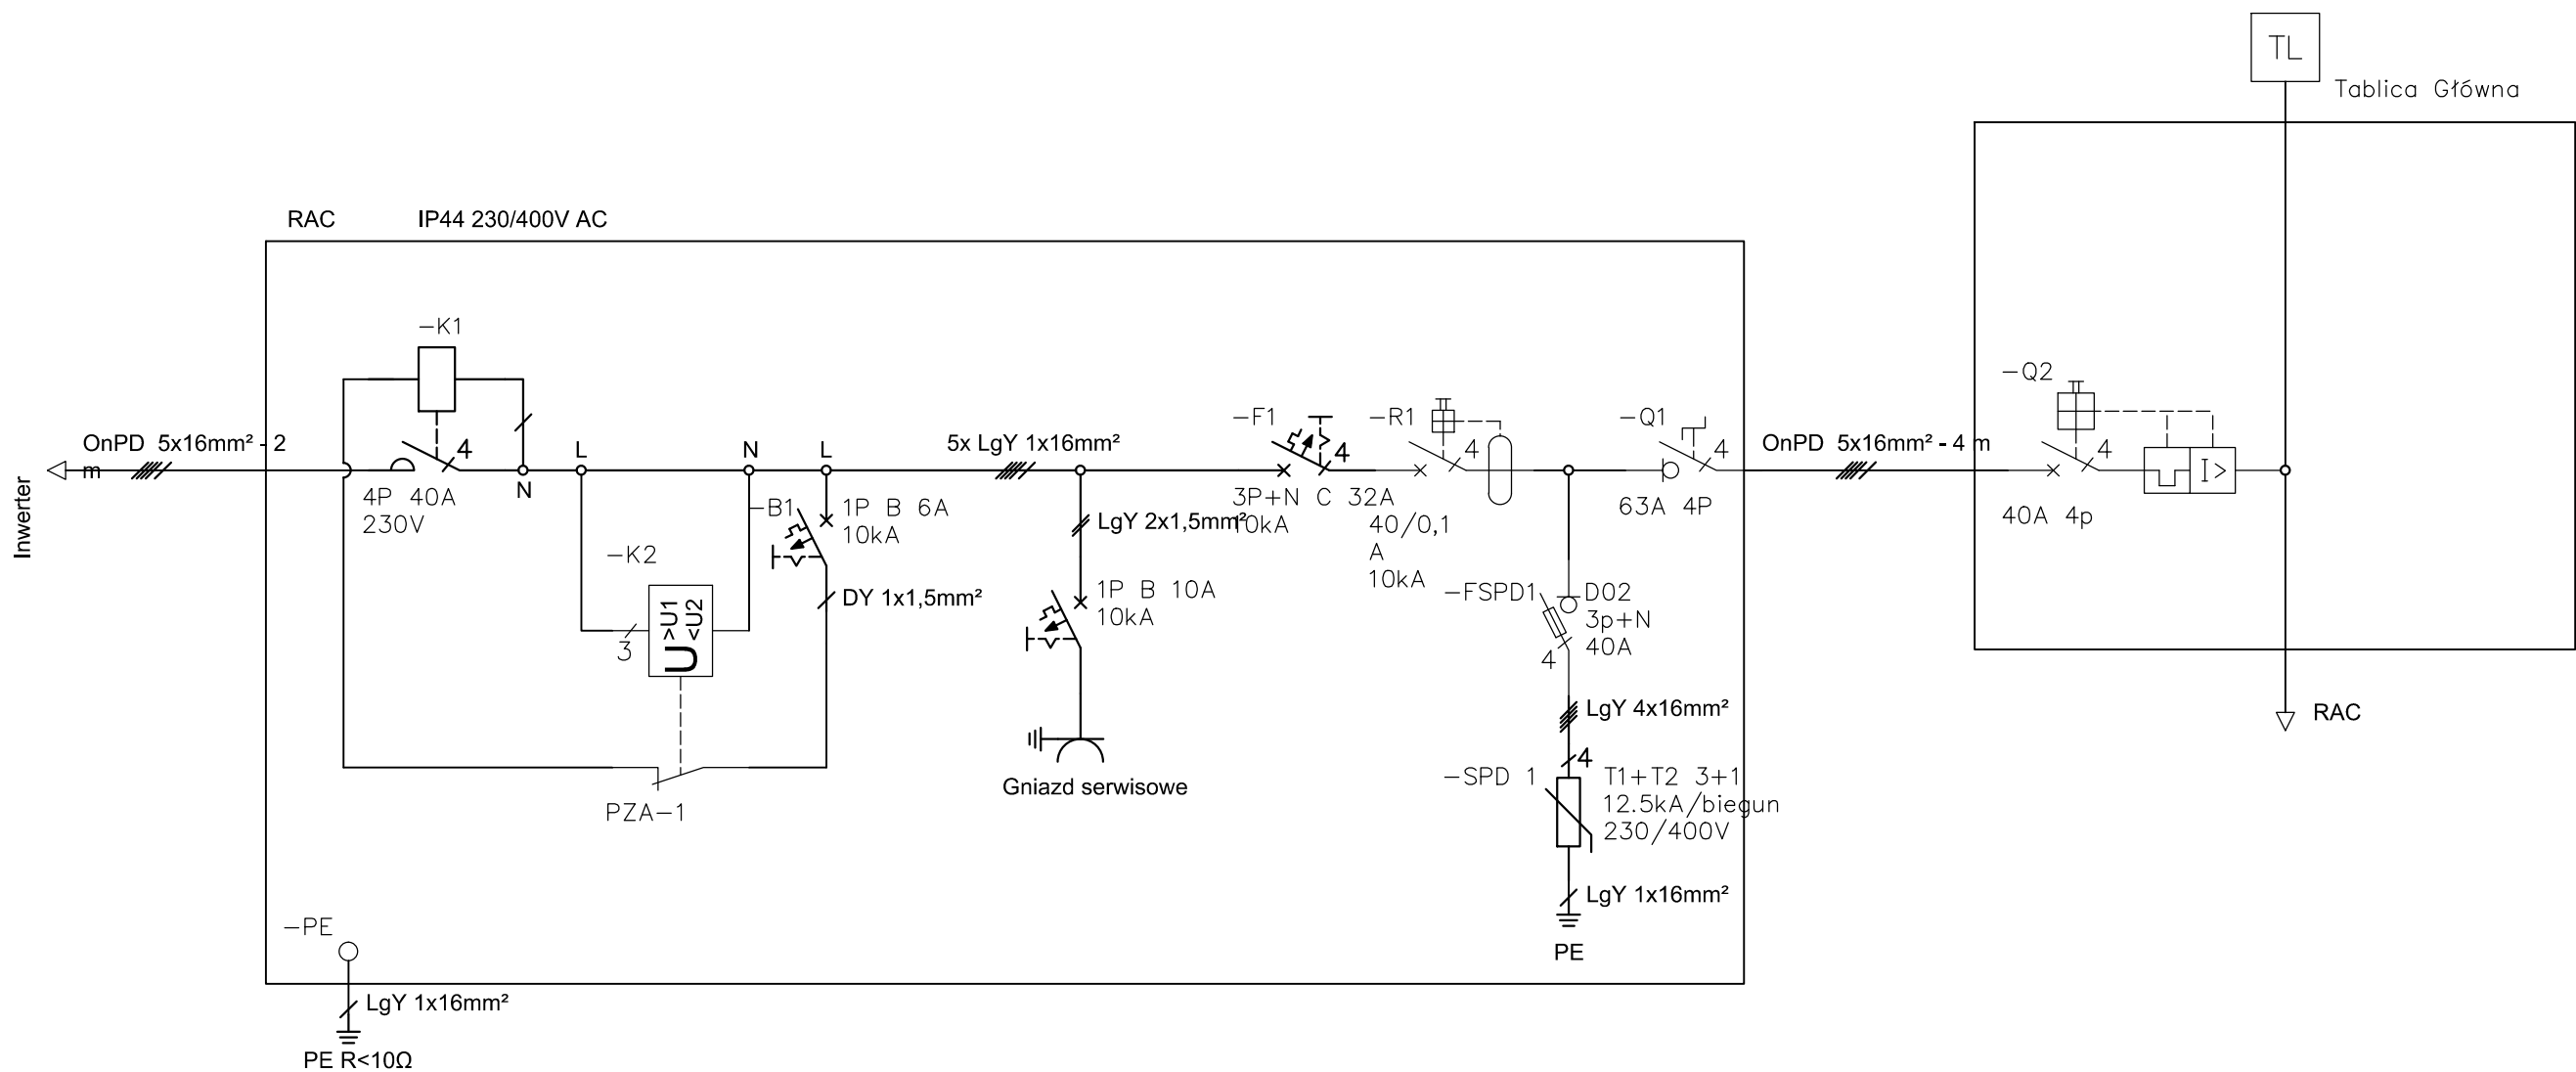 TL
Tablica Główna
RAC IP44 230/400V AC
-K1
OnPD 5x16mm² - 2
m
Inwerter
4
4P 40A
230V
N
L
N
L
-B1
1P B 6A
10kA
-K2
U >U1
<U2
3
DY 1x1,5mm²
PZA-1
5x LgY 1x16mm²
LgY 2x1,5mm²
1P B 10A
10kA
Gniazd serwisowe
-F1
4
3P+N C 32A
10kA
-R1
4
40/0,1
A
10kA
-Q1
4
63A 4P
-FSPD1
D02
3p+N
40A
4
LgY 4x16mm²
4
-SPD 1
T1+T2 3+1
12.5kA/biegun
230/400V
LgY 1x16mm²
PE
OnPD 5x16mm² - 4 m
-Q2
4
I>
40A 4p
RAC
-PE
LgY 1x16mm²
PE R<10Ω